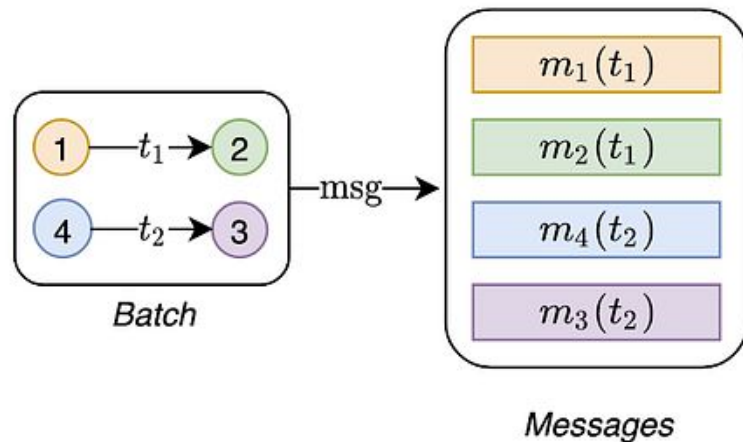 1 t₁ 2
4 t₂ 3
Batch
msg
m₁(t₁)
m₂(t₁)
m₄(t₂)
m₃(t₂)
Messages